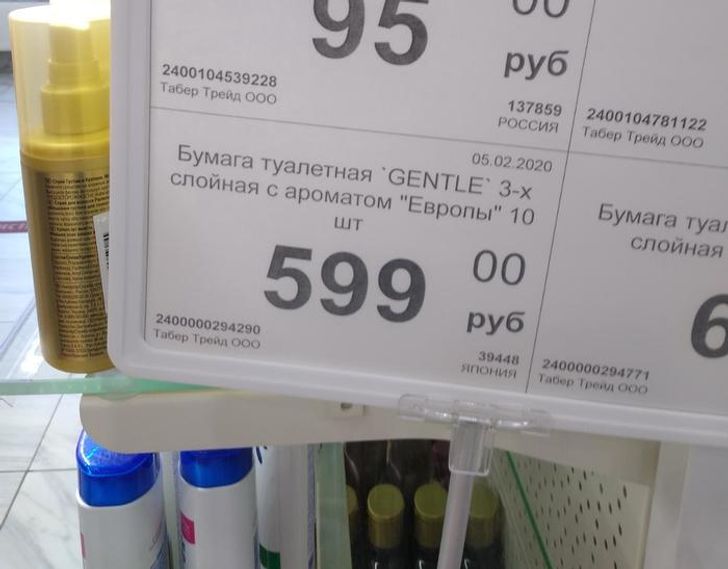 95 00
руб
2400104539228
Табер Трейд ООО
137859
РОССИЯ
2400104781122
Табер Трейд ООО
05.02.2020
Бумага туалетная `GENTLE` 3-х
слойная с ароматом "Европы" 10
шт
599 00
руб
2400000294290
Табер Трейд ООО
39448
ЯПОНИЯ
Бумага туал
слойная
6
2400000294771
Табер Трейд ООО